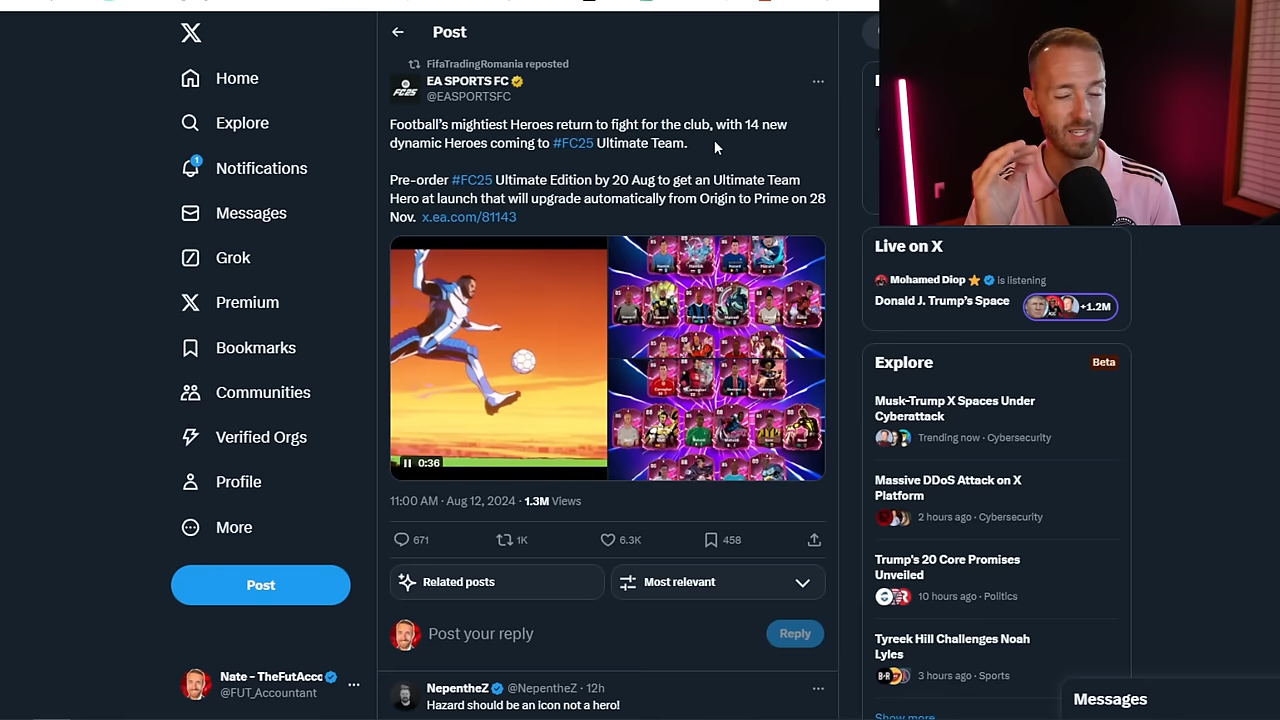 Home
Explore
1
Notifications
Messages
Grok
Premium
Bookmarks
Communities
Verified Orgs
Profile
More
Post
Nate - TheFutAcc
@FUT_Accountant
Post
FifaTradingRomania reposted
EA SPORTS FC
@EASPORTSFC
Football's mightiest Heroes return to fight for the club, with 14 new
dynamic Heroes coming to #FC25 Ultimate Team.
Pre-order #FC25 Ultimate Edition by 20 Aug to get an Ultimate Team
Hero at launch that will upgrade automatically from Origin to Prime on 28
Nov. x.ea.com/81143
0:36
11:00 AM · Aug 12, 2024 · 1.3M Views
671
1K
6.3K
458
Related posts
Most relevant
Post your reply
Reply
NepentheZ @NepentheZ · 12h
Hazard should be an icon not a hero!
Live on X
Mohamed Diop is listening
Donald J. Trump's Space
+1.2M
Explore
Beta
Musk-Trump X Spaces Under
Cyberattack
Trending now · Cybersecurity
Massive DDoS Attack on X
Platform
2 hours ago · Cybersecurity
Trump's 20 Core Promises
Unveiled
10 hours ago · Politics
Tyreek Hill Challenges Noah
Lyles
3 hours ago · Sports
Show more
Messages